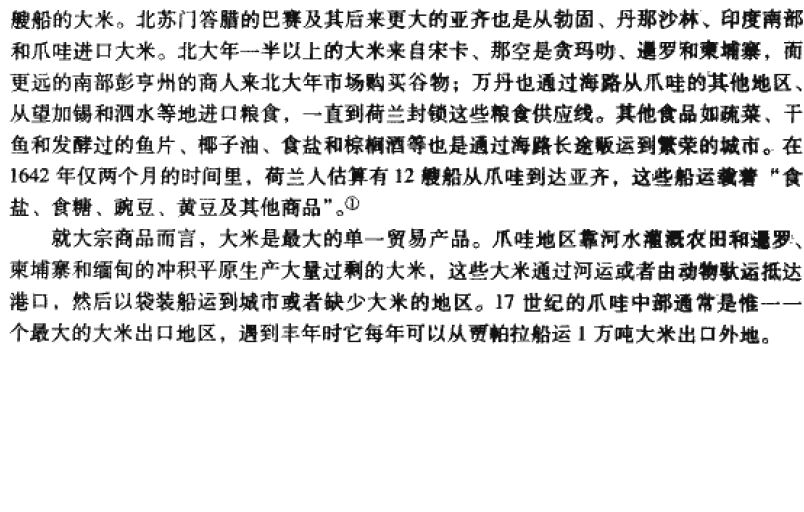 艘船的大米。北苏门答腊的巴赛及其后来更大的亚齐也是从勃固、丹那沙林、印度南部
和爪哇进口大米。北大年一半以上的大米来自宋卡、那空是贪玛叻、暹罗和柬埔寨，而
更远的南部彭亨州的商人来北大年市场购买谷物；万丹也通过海路从爪哇的其他地区、
从望加锡和泗水等地进口粮食，一直到荷兰封锁这些粮食供应线。其他食品如疏菜、干
鱼和发酵过的鱼片、椰子油、食盐和棕榈酒等也是通过海路长途贩运到繁荣的城市。在
1642 年仅两个月的时间里，荷兰人估算有 12 艘船从爪哇到达亚齐，这些船运载着“食
盐、食糖、豌豆、黄豆及其他商品”。①
就大宗商品而言，大米是最大的单一贸易产品。爪哇地区靠河水灌溉农田和暹罗、
柬埔寨和缅甸的冲积平原生产大量过剩的大米，这些大米通过河运或者由动物驮运抵达
港口，然后以袋装船运到城市或者缺少大米的地区。17 世纪的爪哇中部通常是惟一一
个最大的大米出口地区，遇到丰年时它每年可以从贾帕拉船运 1 万吨大米出口外地。